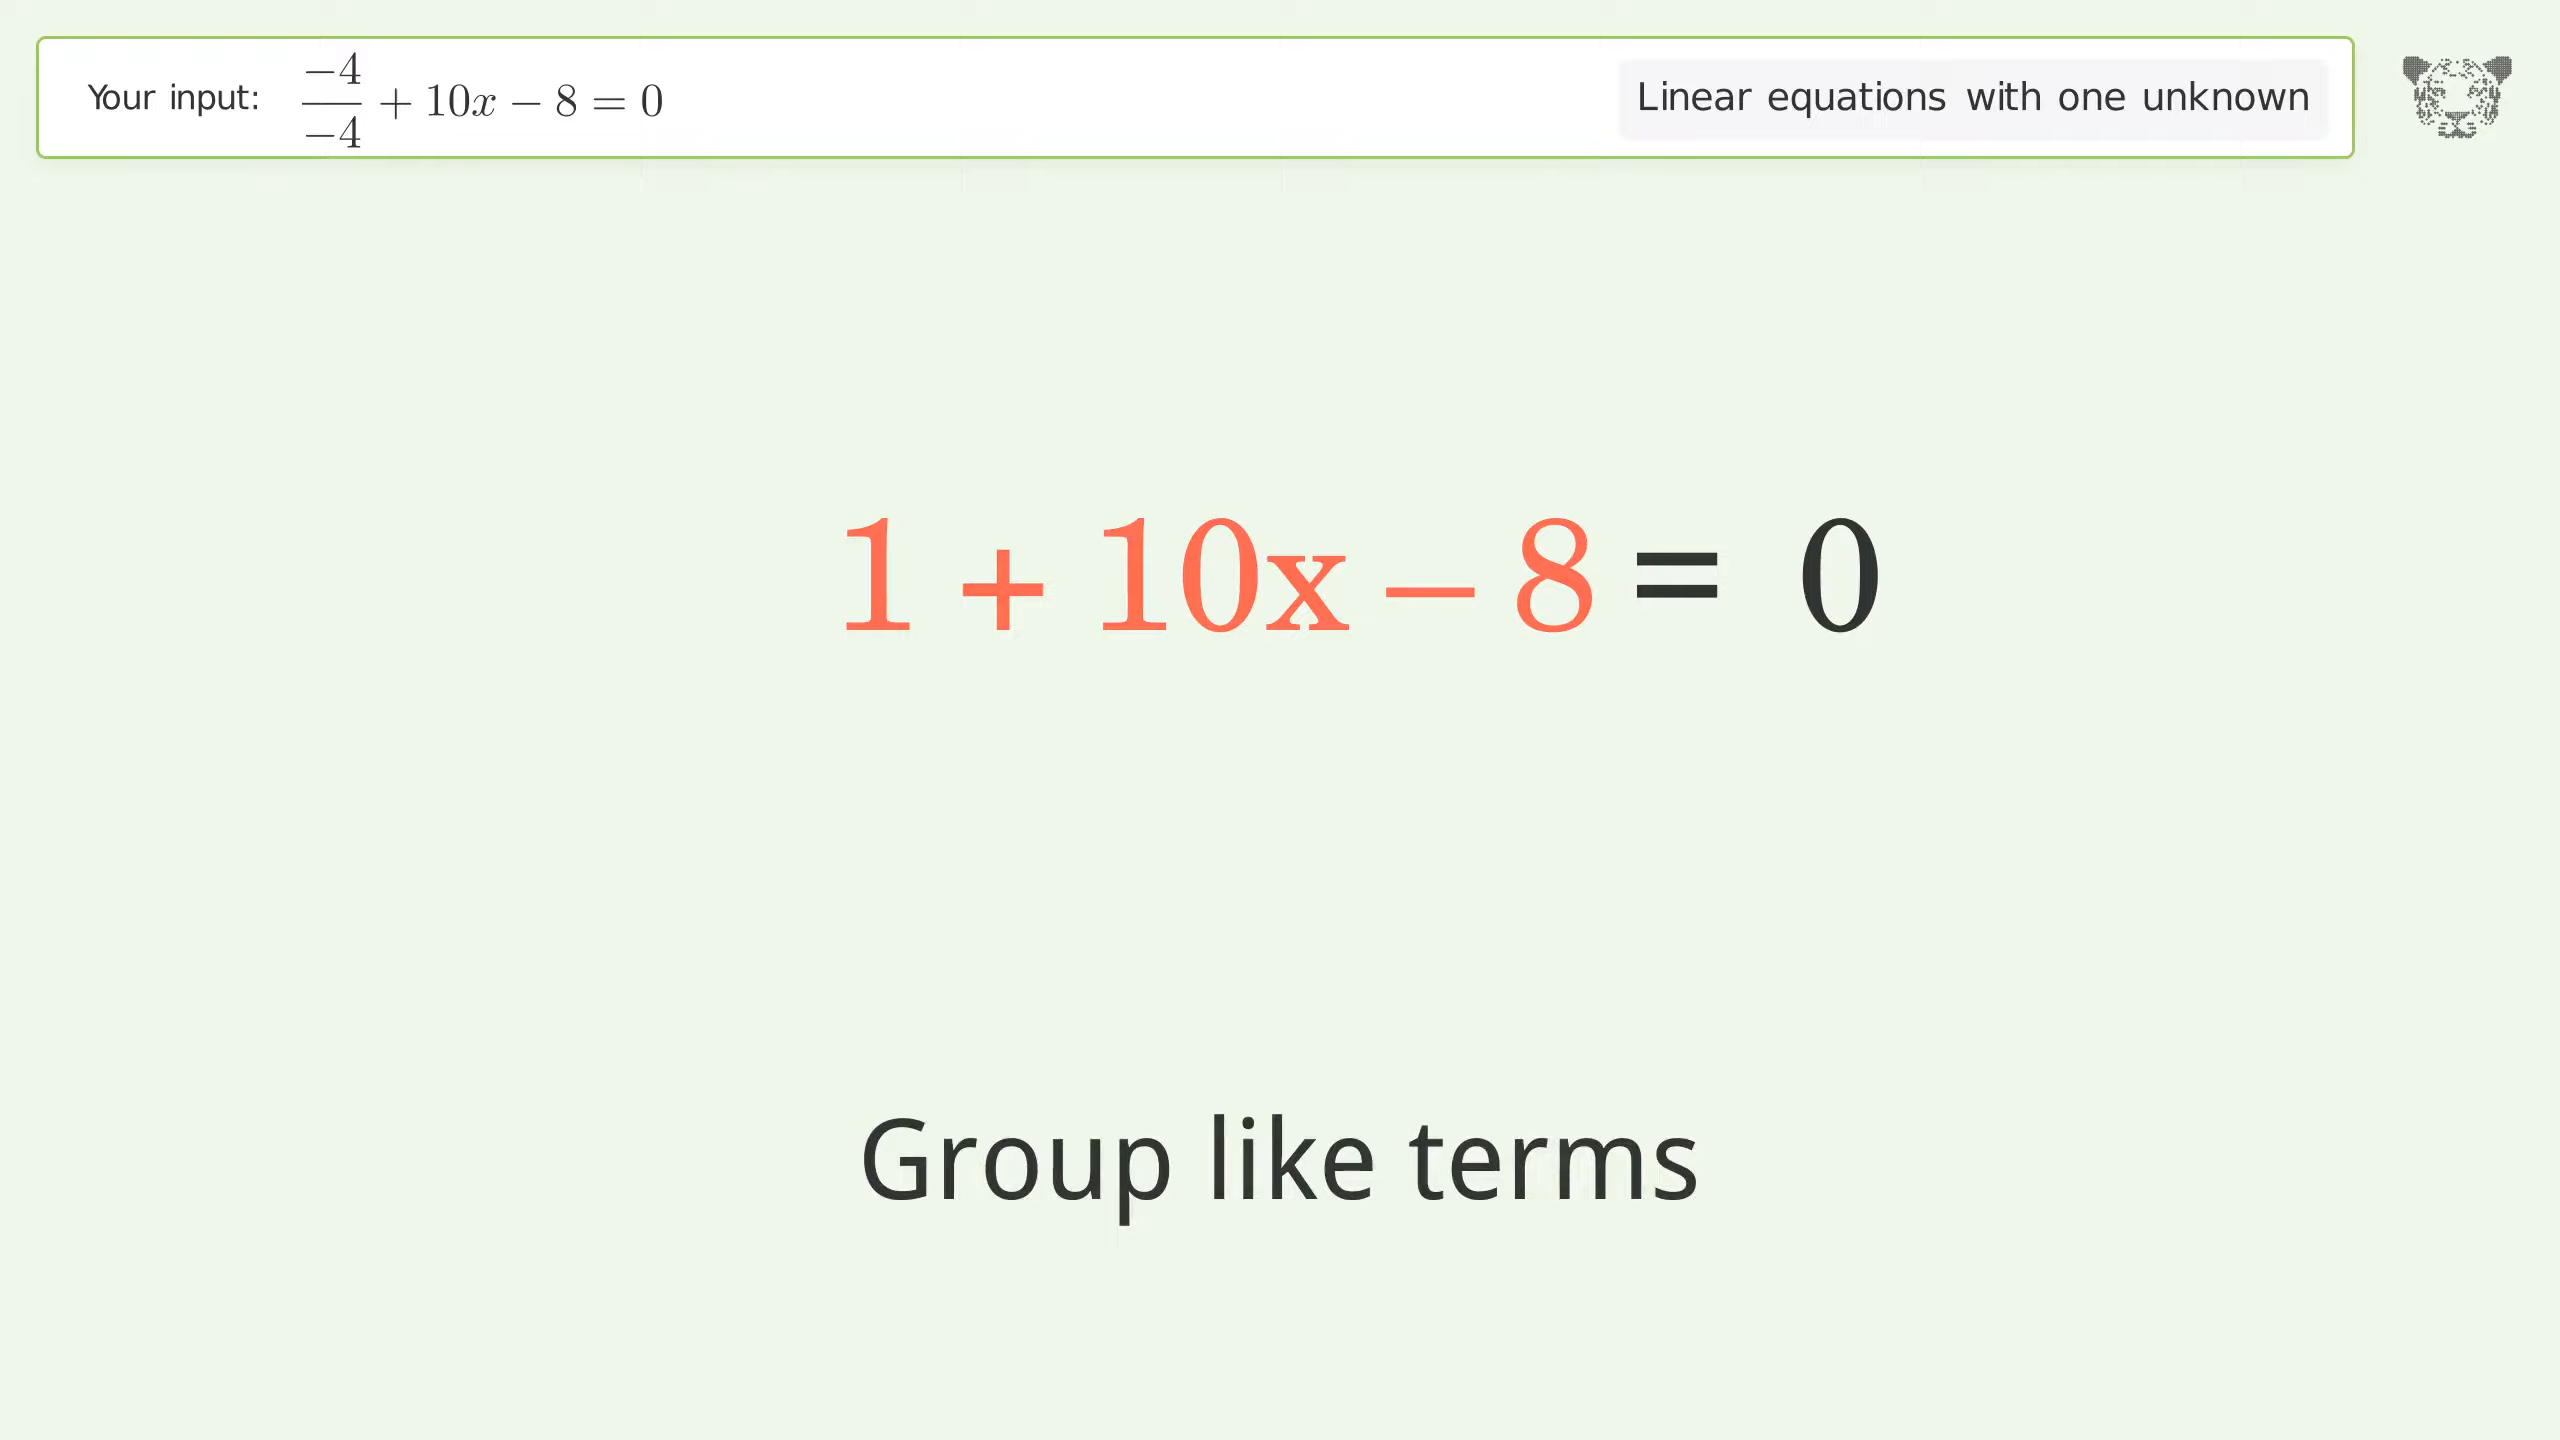 Your input: \frac{-4}{-4} + 10x − 8 = 0
Linear equations with one unknown
1 + 10x − 8 = 0
Group like terms